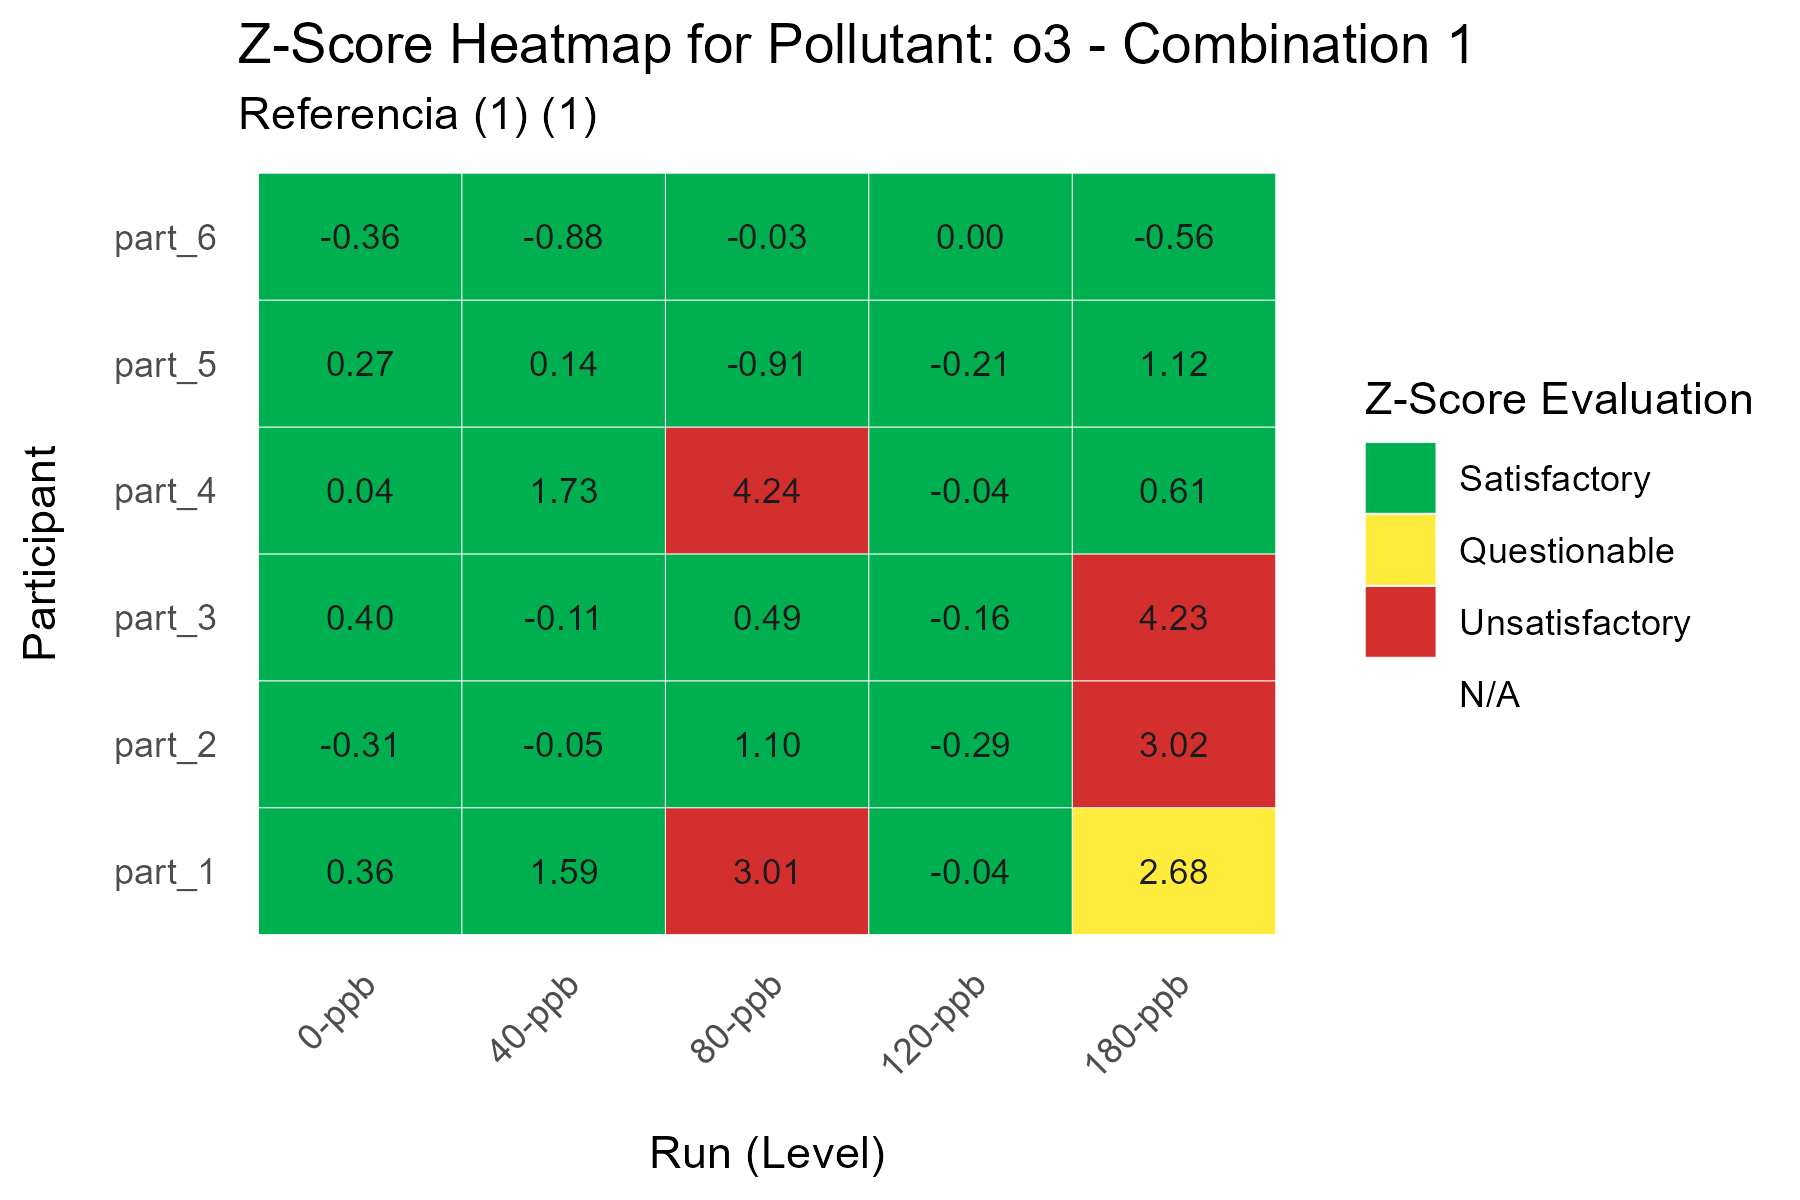 Z-Score Heatmap for Pollutant: o3 - Combination 1
Referencia (1) (1)
Participant
part_6 -0.36 -0.88 -0.03 0.00 -0.56
part_5 0.27 0.14 -0.91 -0.21 1.12
part_4 0.04 1.73 4.24 -0.04 0.61
part_3 0.40 -0.11 0.49 -0.16 4.23
part_2 -0.31 -0.05 1.10 -0.29 3.02
part_1 0.36 1.59 3.01 -0.04 2.68
0-ppb 40-ppb 80-ppb 120-ppb 180-ppb
Run (Level)
Z-Score Evaluation
Satisfactory
Questionable
Unsatisfactory
N/A